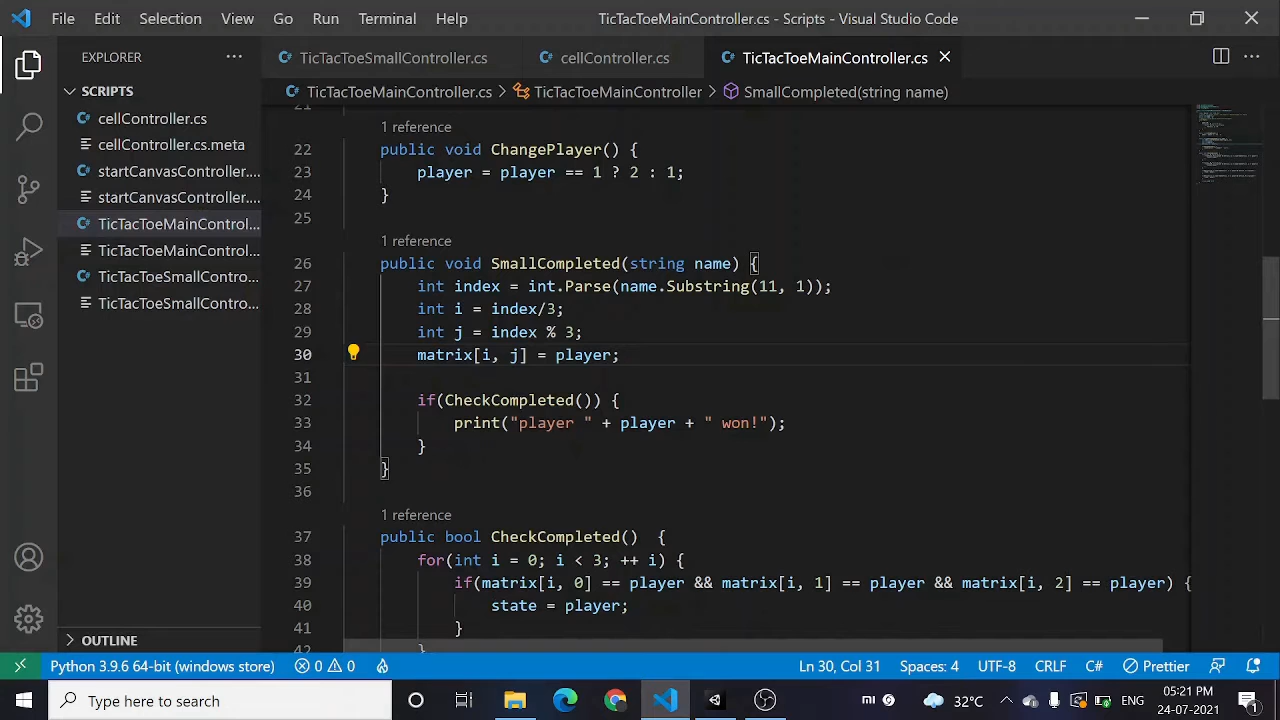 File Edit Selection View Go Run Terminal Help TicTacToeMainController.cs - Scripts - Visual Studio Code
EXPLORER
TicTacToeSmallController.cs cellController.cs TicTacToeMainController.cs
SCRIPTS
TicTacToeMainController.cs > TicTacToeMainController > SmallCompleted(string name)
cellController.cs
cellController.cs.meta
startCanvasController....
startCanvasController....
TicTacToeMainControl...
TicTacToeMainControl...
TicTacToeSmallContro...
TicTacToeSmallContro...
21
1 reference
22 public void ChangePlayer() {
23 player = player == 1 ? 2 : 1;
24 }
25
1 reference
26 public void SmallCompleted(string name) {
27 int index = int.Parse(name.Substring(11, 1));
28 int i = index/3;
29 int j = index % 3;
30 matrix[i, j] = player;
31
32 if(CheckCompleted()) {
33 print("player " + player + " won!");
34 }
35 }
36
1 reference
37 public bool CheckCompleted()  {
38 for(int i = 0; i < 3; ++ i) {
39 if(matrix[i, 0] == player && matrix[i, 1] == player && matrix[i, 2] == player) {
40 state = player;
41 }
42 }
OUTLINE
Python 3.9.6 64-bit (windows store) 0 0 Ln 30, Col 31 Spaces: 4 UTF-8 CRLF C# Prettier
Type here to search mi 32°C ENG 05:21 PM 24-07-2021 1